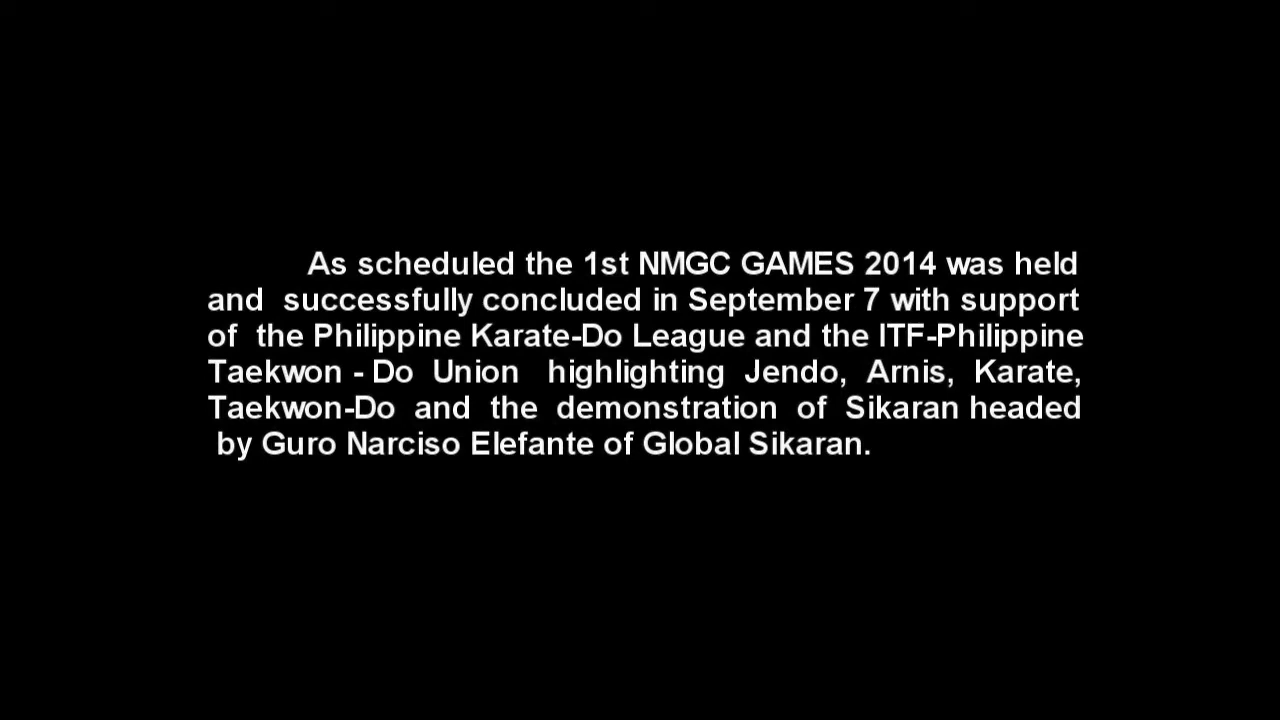 As scheduled the 1st NMGC GAMES 2014 was held
and successfully concluded in September 7 with support
of the Philippine Karate-Do League and the ITF-Philippine
Taekwon - Do Union highlighting Jendo, Arnis, Karate,
Taekwon-Do and the demonstration of Sikaran headed
by Guro Narciso Elefante of Global Sikaran.